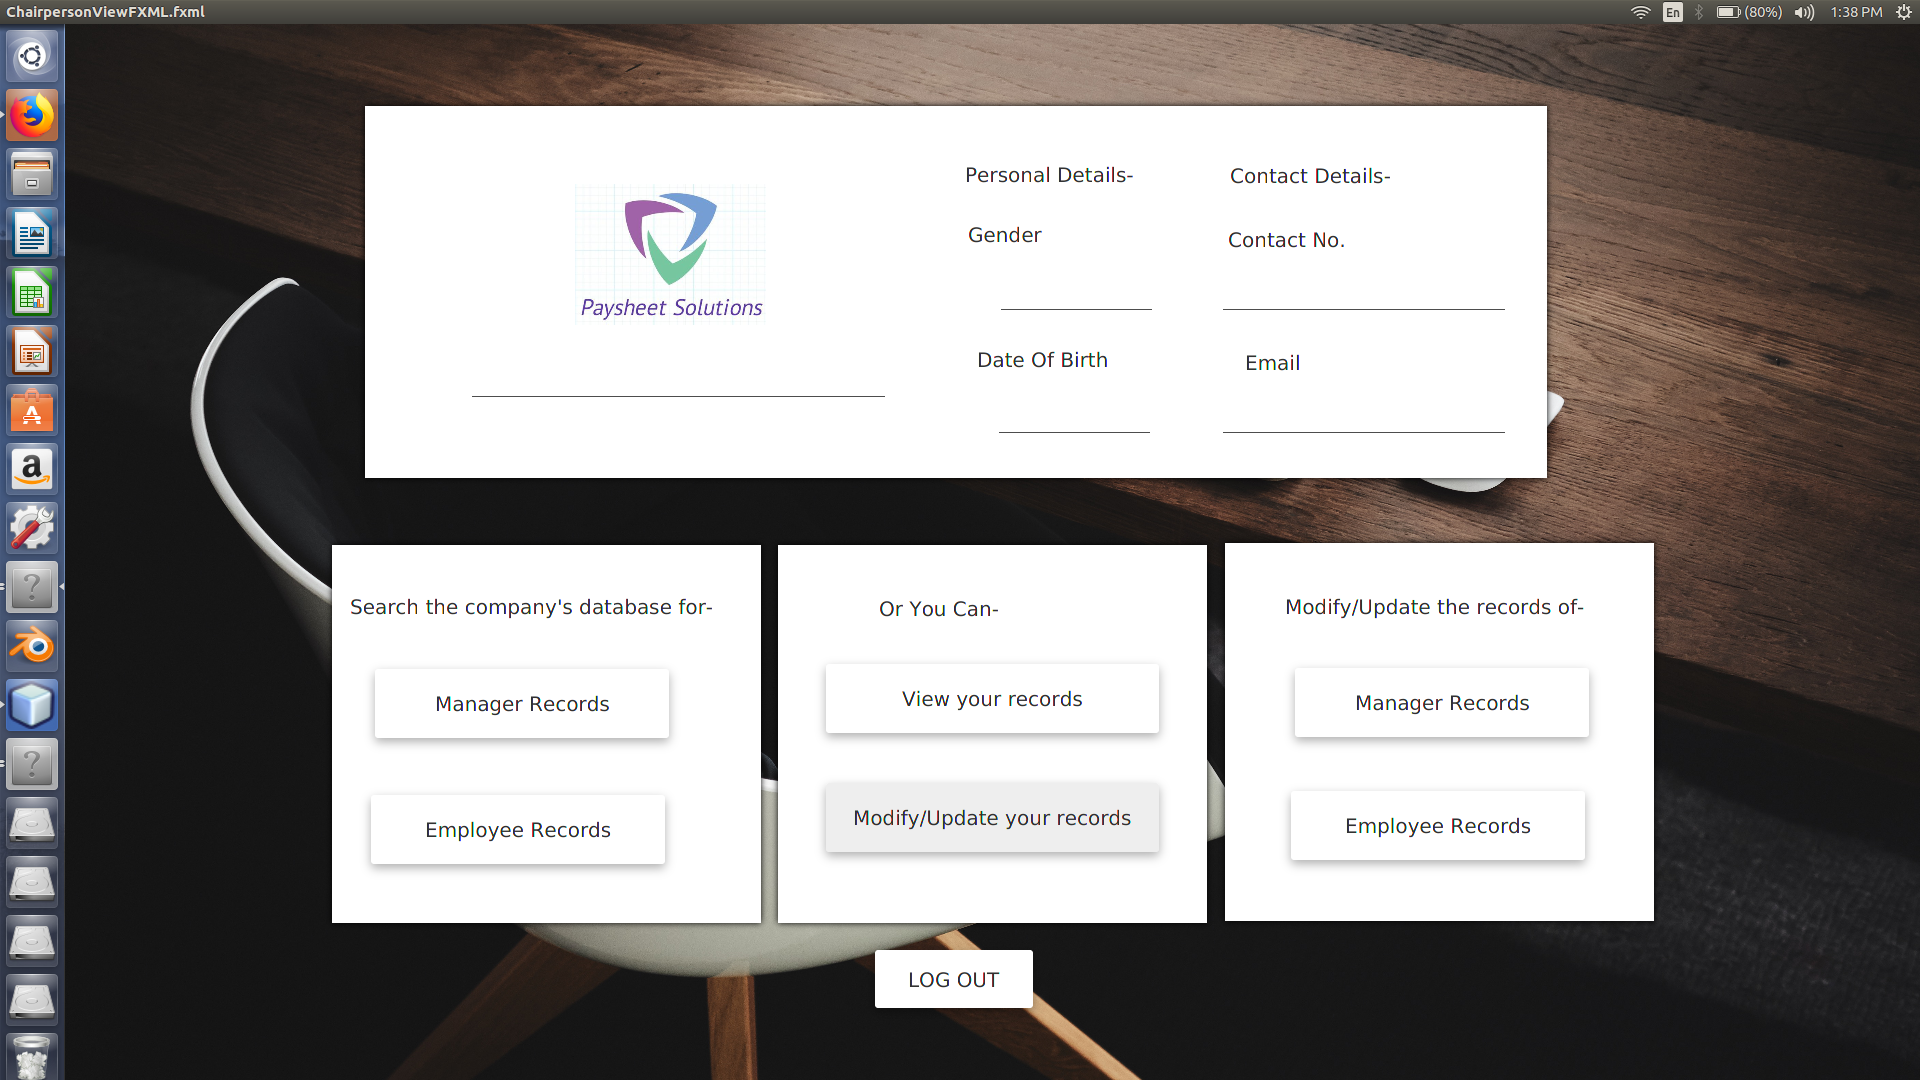 ChairpersonViewFXML.fxml
En
(80%)
1:38 PM
Personal Details-
Contact Details-
Gender
Contact No.
Paysheet Solutions
Date Of Birth
Email
Search the company's database for-
Manager Records
Employee Records
Or You Can-
View your records
Modify/Update your records
Modify/Update the records of-
Manager Records
Employee Records
LOG OUT